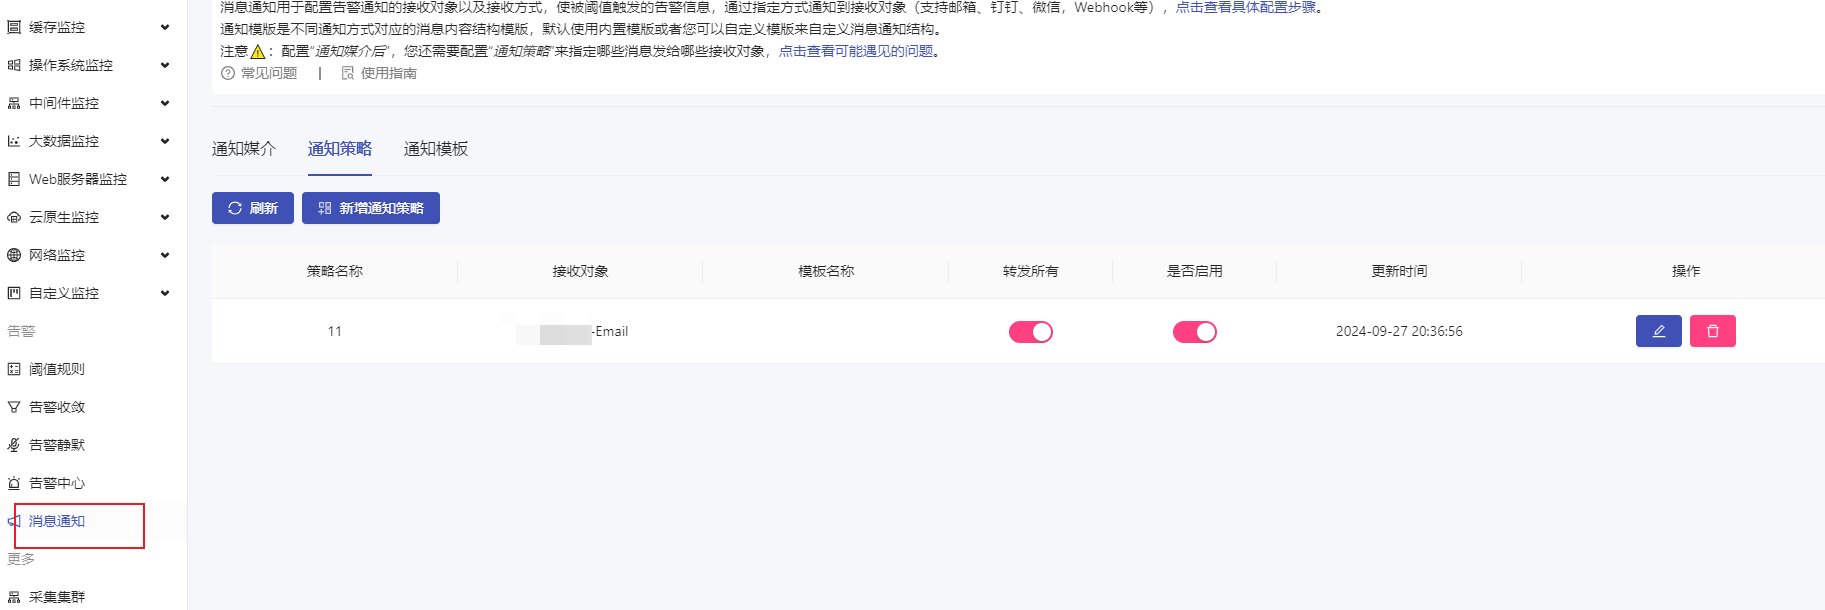 缓存监控
操作系统监控
中间件监控
大数据监控
Web服务器监控
云原生监控
网络监控
自定义监控
告警
阈值规则
告警收敛
告警静默
告警中心
消息通知
更多
采集集群
消息通知用于配置告警通知的接收对象以及接收方式，使被阈值触发的告警信息，通过指定方式通知到接收对象（支持邮箱、钉钉、微信，Webhook等），点击查看具体配置步骤。
通知模版是不同通知方式对应的消息内容结构模版，默认使用内置模版或者您可以自定义模版来自定义消息通知结构。
注意⚠️：配置“通知媒介后”，您还需要配置“通知策略”来指定哪些消息发给哪些接收对象，点击查看可能遇见的问题。
常见问题 | 使用指南
通知媒介 通知策略 通知模板
刷新 新增通知策略
策略名称 接收对象 模板名称 转发所有 是否启用 更新时间 操作
11 -Email 2024-09-27 20:36:56